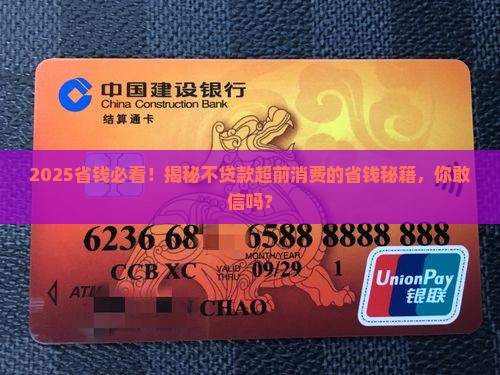 中国建设银行
China Construction Bank
结算通卡
2025省钱必看！揭秘不贷款超前消费的省钱秘籍，你敢
信吗？
6236 68 6588 8888 888
MONTH/YEAR
CCB XC VALID THRU 09/29 1
ATM
CHAO
UnionPay
银联